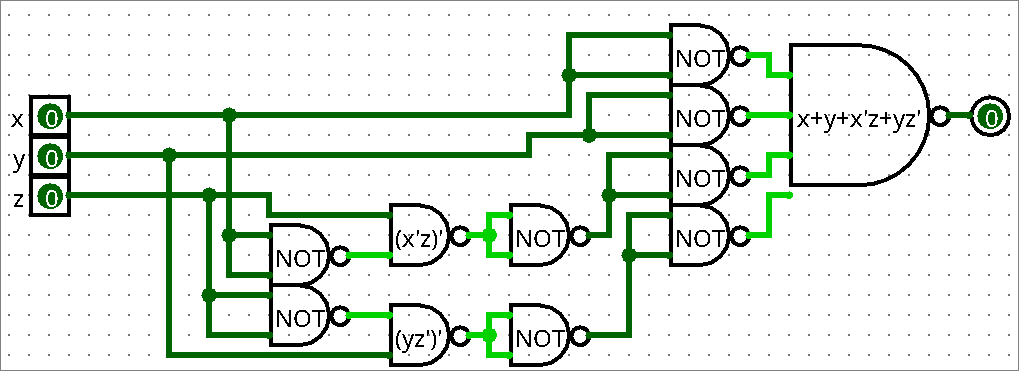 NOT
x 0 NOT x+y+x'z+yz' 0
y 0
z 0 NOT
(x'z)' NOT NOT
NOT
NOT (yz')' NOT